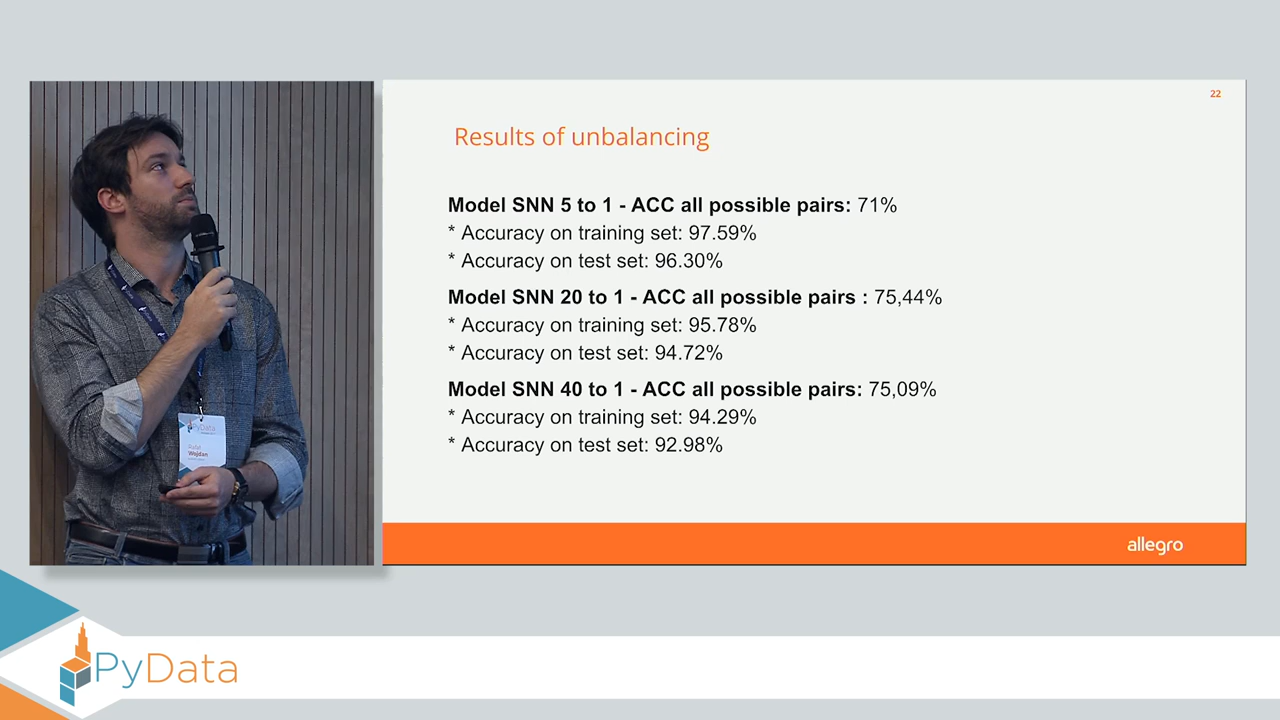 22
Results of unbalancing
Model SNN 5 to 1 - ACC all possible pairs: 71%
* Accuracy on training set: 97.59%
* Accuracy on test set: 96.30%
Model SNN 20 to 1 - ACC all possible pairs : 75,44%
* Accuracy on training set: 95.78%
* Accuracy on test set: 94.72%
Model SNN 40 to 1 - ACC all possible pairs: 75,09%
* Accuracy on training set: 94.29%
* Accuracy on test set: 92.98%
allegro
PyData
Rafał
Wojdan
PyData